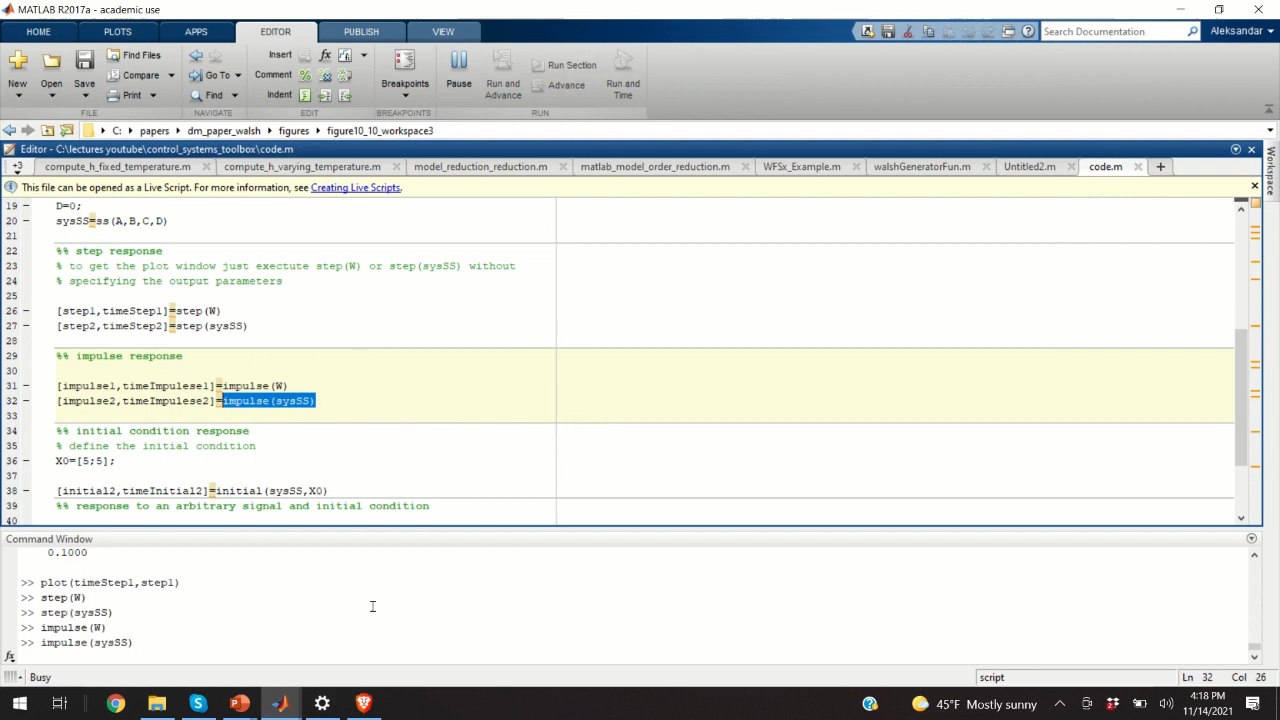 MATLAB R2017a - academic use
HOME PLOTS APPS EDITOR PUBLISH VIEW Search Documentation Aleksandar
New Open Save Find Files Compare Print Go To Find Insert Comment Indent fx Breakpoints Pause Run and Advance Run Section Advance Run and Time
FILE NAVIGATE EDIT BREAKPOINTS RUN
C: papers dm_paper_walsh figures figure10_10_workspace3
Editor - C:\lectures youtube\control_systems_toolbox\code.m
+3 compute_h_fixed_temperature.m compute_h_varying_temperature.m model_reduction_reduction.m matlab_model_order_reduction.m WFSx_Example.m walshGeneratorFun.m Untitled2.m code.m
Workspace
This file can be opened as a Live Script. For more information, see Creating Live Scripts.
19 - D=0;
20 - sysSS=ss(A,B,C,D)
21
22 %% step response
23 % to get the plot window just exectute step(W) or step(sysSS) without
24 % specifying the output parameters
25
26 - [step1,timeStep1]=step(W)
27 - [step2,timeStep2]=step(sysSS)
28
29 %% impulse response
30
31 - [impulse1,timeImpulese1]=impulse(W)
32 - [impulse2,timeImpulese2]=impulse(sysSS)
33
34 %% initial condition response
35 % define the initial condition
36 - X0=[5;5];
37
38 - [initial2,timeInitial2]=initial(sysSS,X0)
39 %% response to an arbitrary signal and initial condition
40
Command Window
0.1000
>> plot(timeStep1,step1)
>> step(W)
>> step(sysSS)
>> impulse(W)
>> impulse(sysSS)
fx
Busy script Ln 32 Col 26
45°F Mostly sunny 4:18 PM
11/14/2021